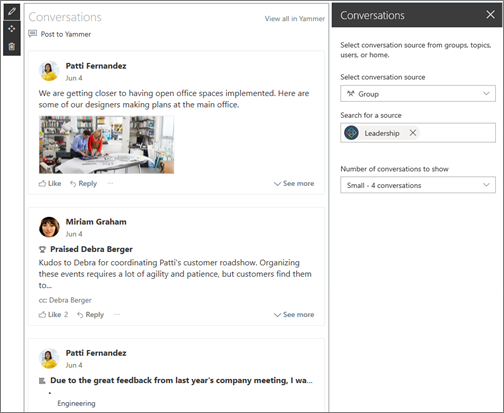 Conversations
View all in Yammer
Post to Yammer
Patti Fernandez
Jun 4
We are getting closer to having open office spaces implemented. Here are
some of our designers making plans at the main office.
Like Reply ··· See more
Miriam Graham
Jun 4
Praised Debra Berger
Kudos to Debra for coordinating Patti's customer roadshow. Organizing
these events requires a lot of agility and patience, but customers find them
to...
cc: Debra Berger
Like 2 Reply ··· See more
Patti Fernandez
Jun 4
Due to the great feedback from last year's company meeting, I wa...
•
Engineering
Conversations
Select conversation source from groups, topics,
users, or home.
Select conversation source
Group
Search for a source
Leadership
Number of conversations to show
Small - 4 conversations